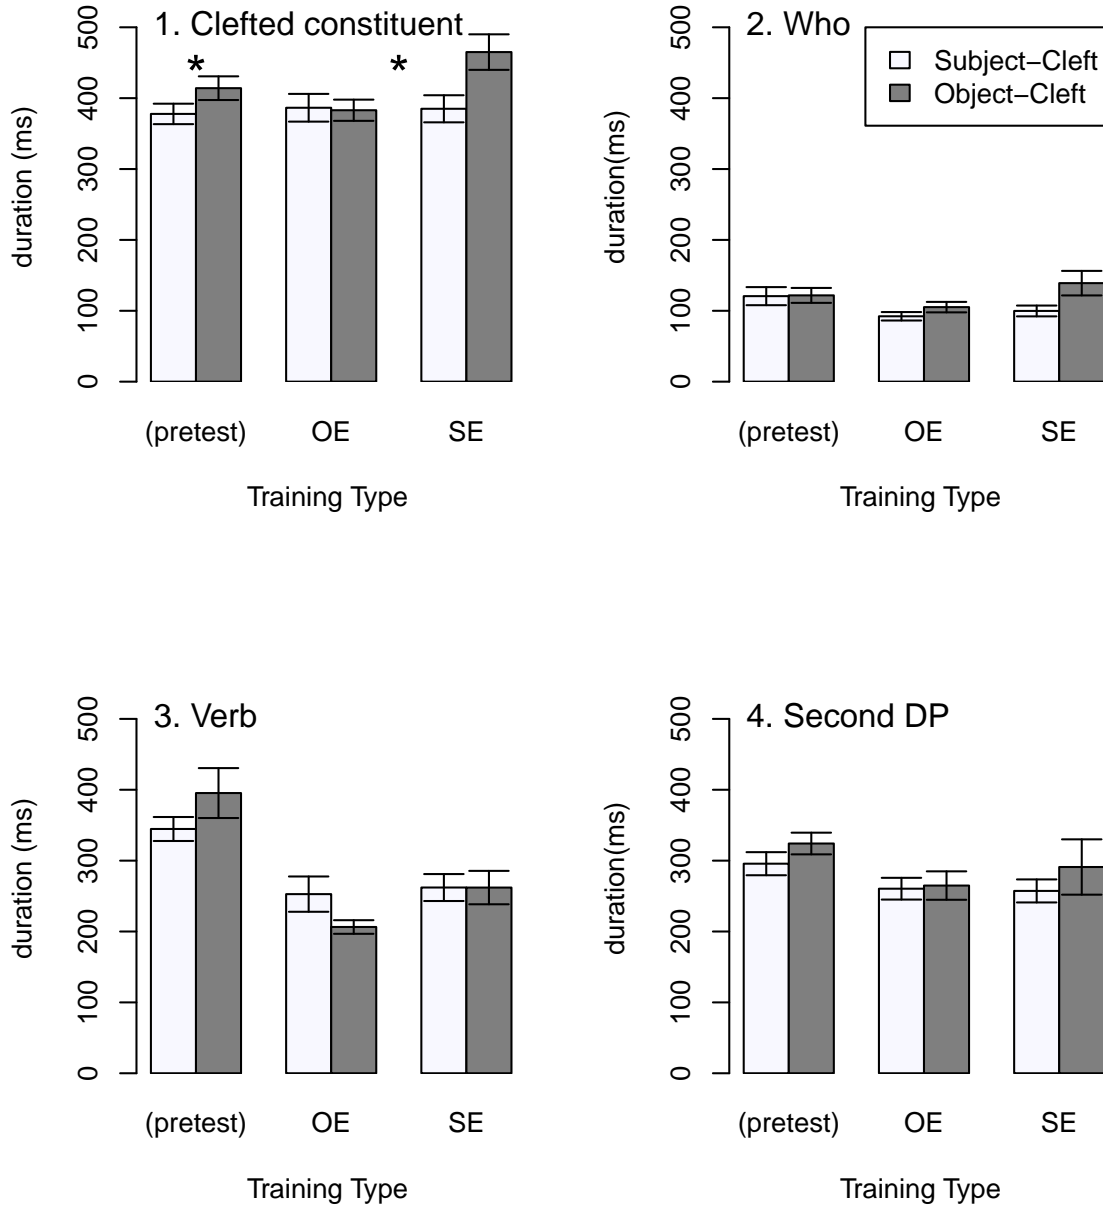 1. Clefted constituent
* *
duration (ms)
0 100 200 300 400 500
(pretest) OE SE
Training Type
2. Who
Subject−Cleft
Object−Cleft
duration(ms)
0 100 200 300 400 500
(pretest) OE SE
Training Type
3. Verb
duration (ms)
0 100 200 300 400 500
(pretest) OE SE
Training Type
4. Second DP
duration(ms)
0 100 200 300 400 500
(pretest) OE SE
Training Type